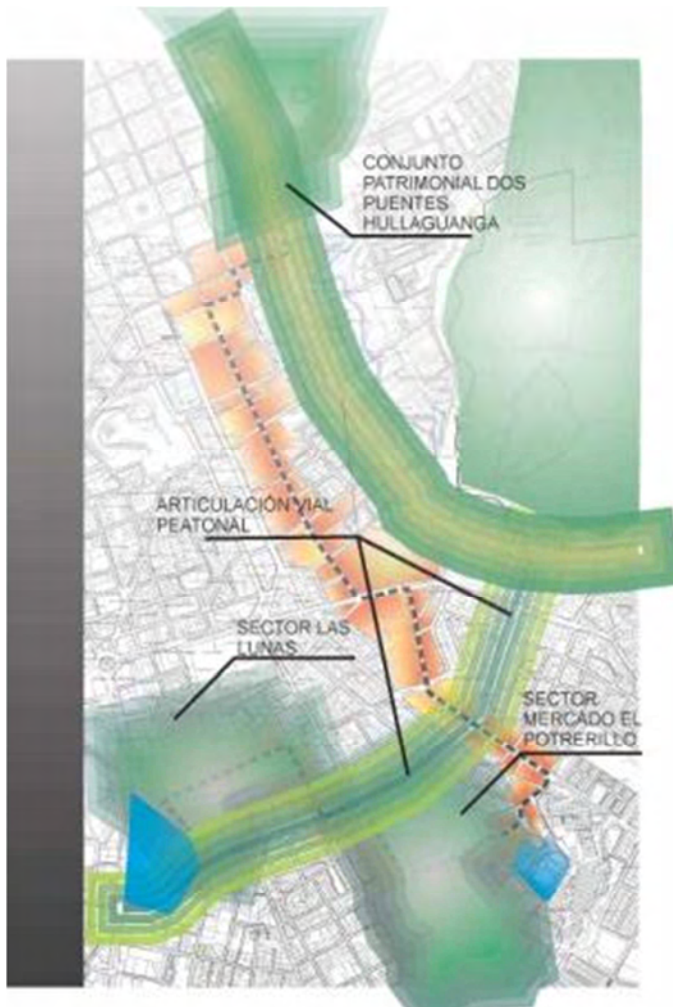 CONJUNTO
PATRIMONIAL DOS
PUENTES
HULLAGUANGA
ARTICULACIÓN VIAL
PEATONAL
SECTOR LAS
LUNAS
SECTOR
MERCADO EL
POTRERILLO